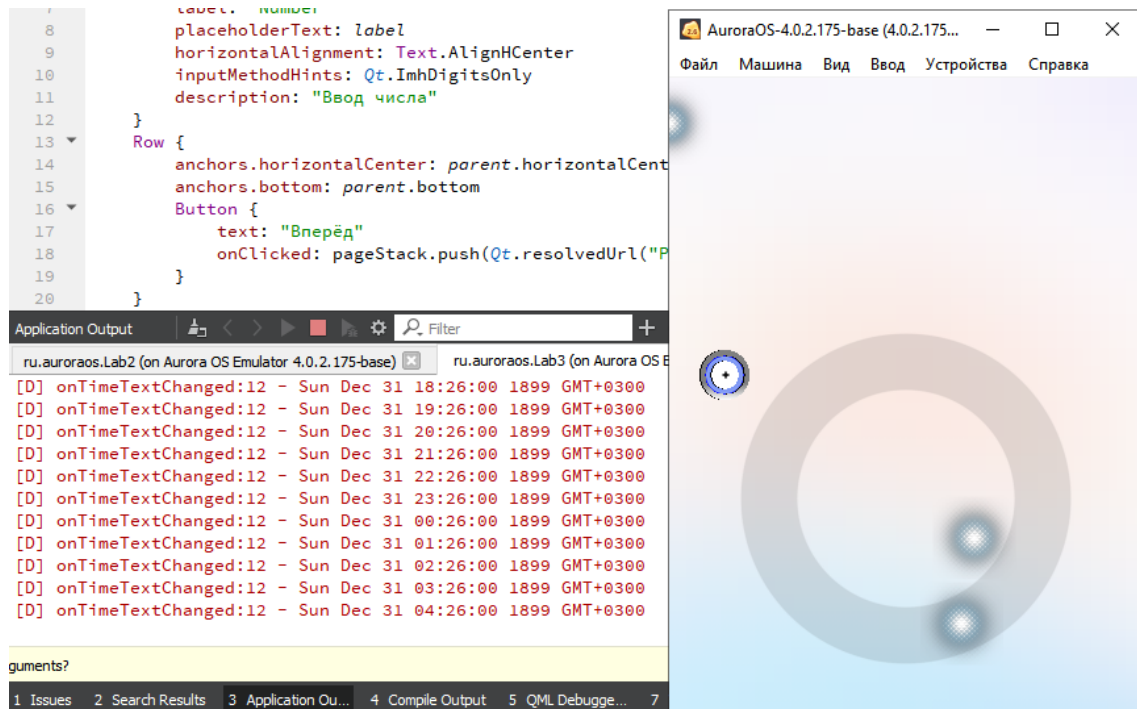 7 label: "Number"
8 placeholderText: label
9 horizontalAlignment: Text.AlignHCenter
10 inputMethodHints: Qt.ImhDigitsOnly
11 description: "Ввод числа"
12 }
13 Row {
14 anchors.horizontalCenter: parent.horizontalCent
15 anchors.bottom: parent.bottom
16 Button {
17 text: "Вперёд"
18 onClicked: pageStack.push(Qt.resolvedUrl("P
19 }
20 }
Application Output Filter
ru.auroraos.Lab2 (on Aurora OS Emulator 4.0.2.175-base) ru.auroraos.Lab3 (on Aurora OS E
[D] onTimeTextChanged:12 - Sun Dec 31 18:26:00 1899 GMT+0300
[D] onTimeTextChanged:12 - Sun Dec 31 19:26:00 1899 GMT+0300
[D] onTimeTextChanged:12 - Sun Dec 31 20:26:00 1899 GMT+0300
[D] onTimeTextChanged:12 - Sun Dec 31 21:26:00 1899 GMT+0300
[D] onTimeTextChanged:12 - Sun Dec 31 22:26:00 1899 GMT+0300
[D] onTimeTextChanged:12 - Sun Dec 31 23:26:00 1899 GMT+0300
[D] onTimeTextChanged:12 - Sun Dec 31 00:26:00 1899 GMT+0300
[D] onTimeTextChanged:12 - Sun Dec 31 01:26:00 1899 GMT+0300
[D] onTimeTextChanged:12 - Sun Dec 31 02:26:00 1899 GMT+0300
[D] onTimeTextChanged:12 - Sun Dec 31 03:26:00 1899 GMT+0300
[D] onTimeTextChanged:12 - Sun Dec 31 04:26:00 1899 GMT+0300
guments?
1 Issues 2 Search Results 3 Application Ou... 4 Compile Output 5 QML Debugge... 7
AuroraOS-4.0.2.175-base (4.0.2.175...
Файл Машина Вид Ввод Устройства Справка